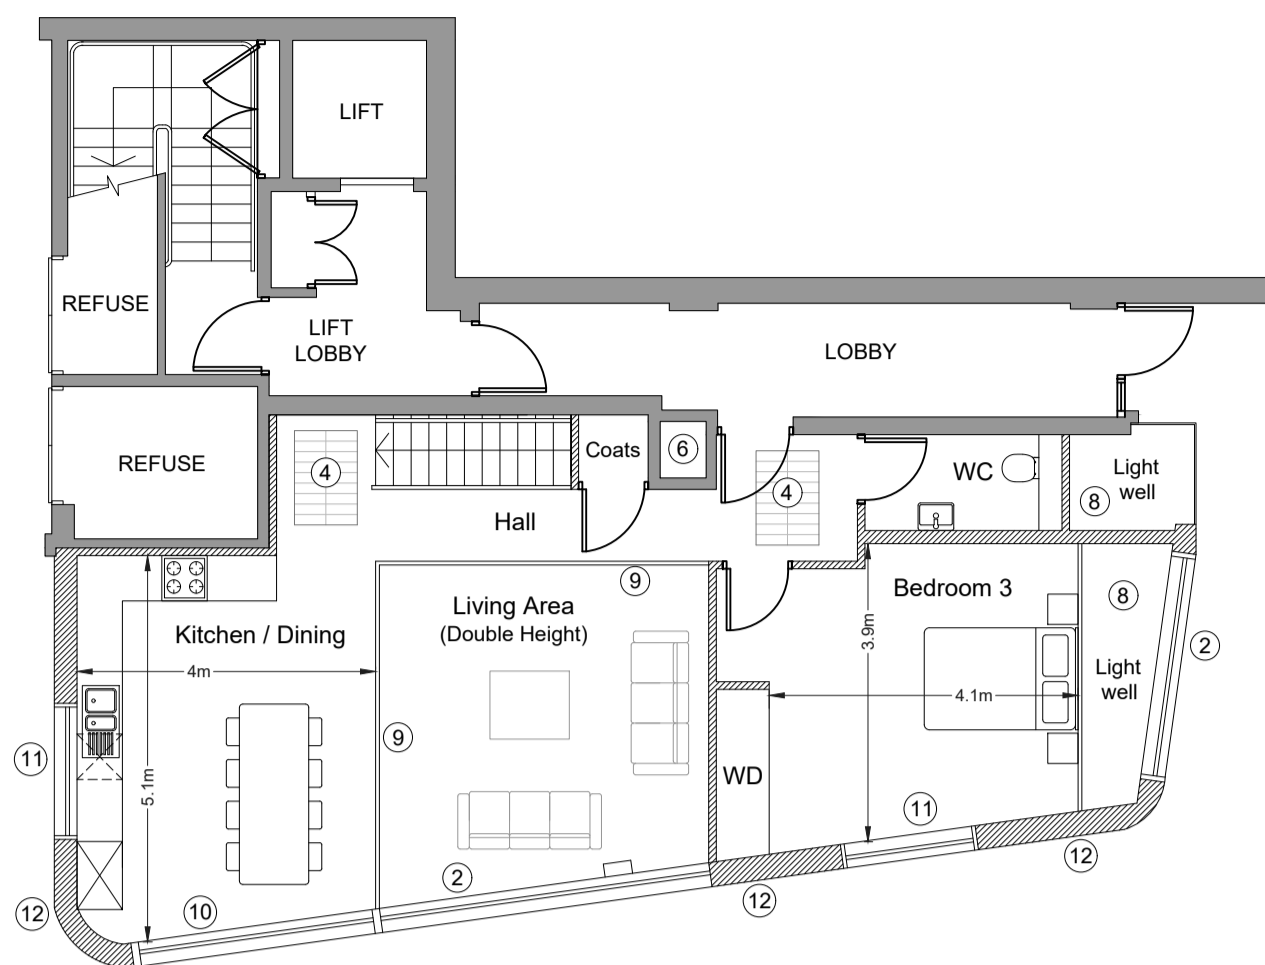 LIFT
REFUSE
LIFT
LOBBY
LOBBY
REFUSE
4
Coats
6
4
WC
Light
well
8
Hall
9
Living Area
(Double Height)
Kitchen / Dining
4m
Bedroom 3
3.9m
8
2
Light
well
4.1m
9
11
5.1m
WD
11
12
10
2
12
12